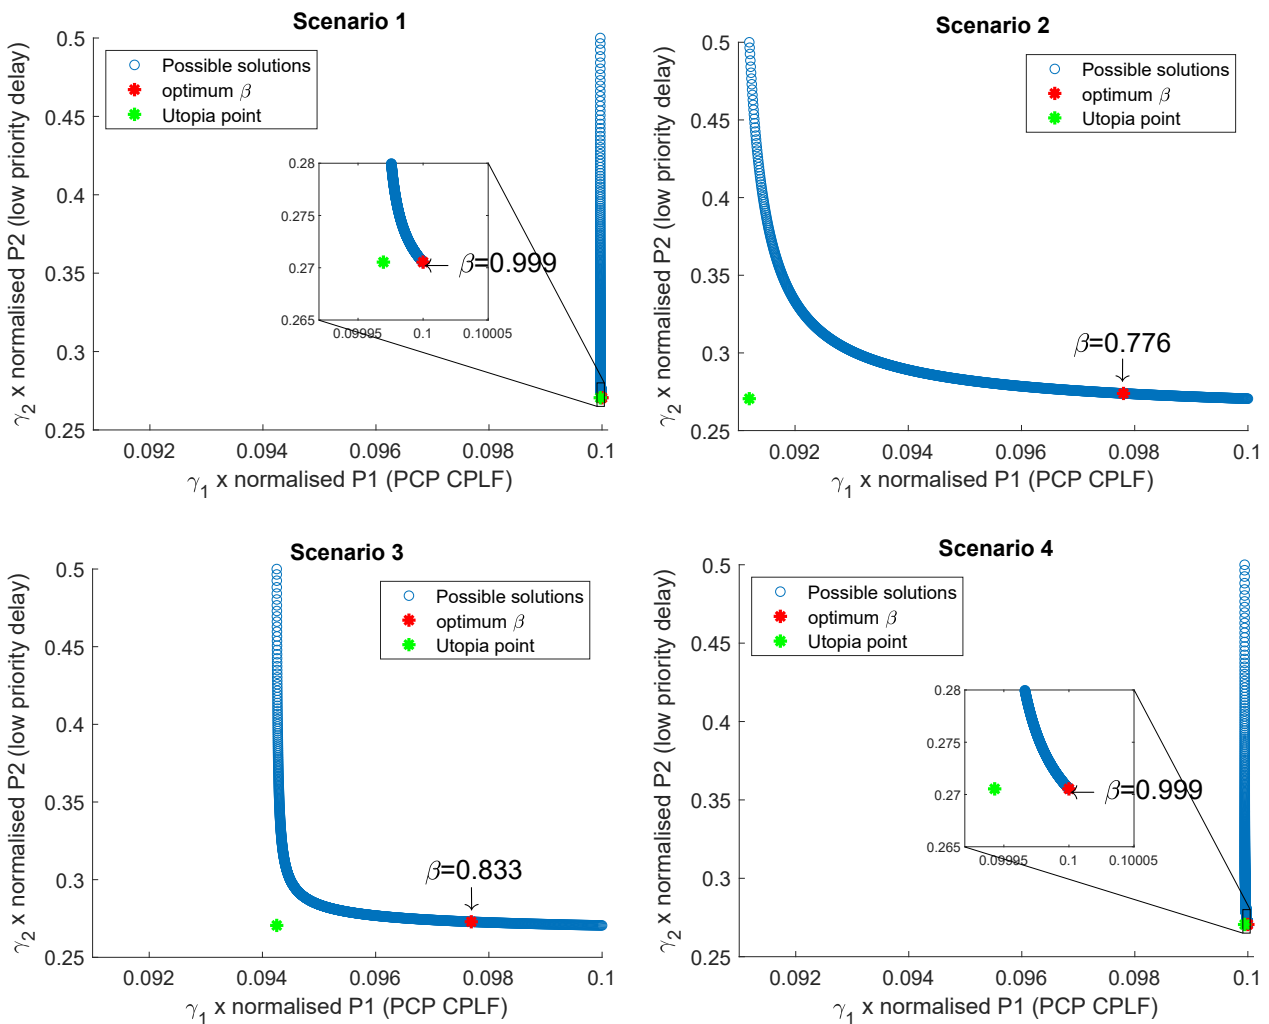 Scenario 1
0.5
0.45
0.4
0.35
0.3
0.25
γ2 x normalised P2 (low priority delay)
Possible solutions
optimum β
Utopia point
0.28
0.275
0.27
0.265
0.09995
0.1
0.10005
β=0.999
0.092
0.094
0.096
0.098
0.1
γ1 x normalised P1 (PCP CPLF)
Scenario 2
0.5
0.45
0.4
0.35
0.3
0.25
γ2 x normalised P2 (low priority delay)
Possible solutions
optimum β
Utopia point
β=0.776
0.092
0.094
0.096
0.098
0.1
γ1 x normalised P1 (PCP CPLF)
Scenario 3
0.5
0.45
0.4
0.35
0.3
0.25
γ2 x normalised P2 (low priority delay)
Possible solutions
optimum β
Utopia point
β=0.833
0.092
0.094
0.096
0.098
0.1
γ1 x normalised P1 (PCP CPLF)
Scenario 4
0.5
0.45
0.4
0.35
0.3
0.25
γ2 x normalised P2 (low priority delay)
Possible solutions
optimum β
Utopia point
0.28
0.275
0.27
0.265
0.09995
0.1
0.10005
β=0.999
0.092
0.094
0.096
0.098
0.1
γ1 x normalised P1 (PCP CPLF)